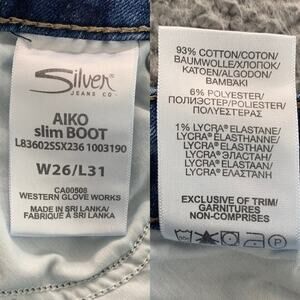 Silver
JEANS CO.
AIKO
slim BOOT
L83602SSX236 1003190
W26/L31
CA00508
WESTERN GLOVE WORKS
MADE IN SRI LANKA/
FABRIQUÉ À SRI LANKA
93% COTTON/COTON/
BAUMWOLLE/ХЛОПОК/
KATOEN/ALGODON/
ΒΑΜΒΑΚΙ
6% POLYESTER/
ПОЛИЭСТЕР/POLIESTER/
ΠΟΛΥΕΣΤΕΡΑΣ
1% LYCRA® ELASTANE/
LYCRA® ELASTHANNE/
LYCRA® ELASTHAN/
LYCRA® ЭЛАСТАН/
LYCRA® ELASTANO/
LYCRA® ΕΛΑΣΤΑΝΗ
EXCLUSIVE OF TRIM/
GARNITURES
NON-COMPRISES